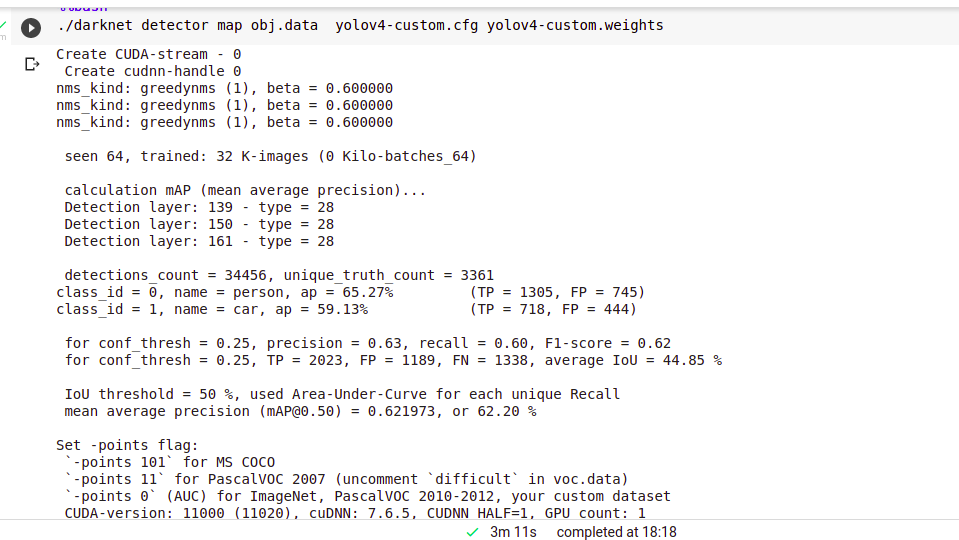 %%bash
./darknet detector map obj.data  yolov4-custom.cfg yolov4-custom.weights
Create CUDA-stream - 0
 Create cudnn-handle 0
nms_kind: greedynms (1), beta = 0.600000
nms_kind: greedynms (1), beta = 0.600000
nms_kind: greedynms (1), beta = 0.600000
 seen 64, trained: 32 K-images (0 Kilo-batches_64)
 calculation mAP (mean average precision)...
 Detection layer: 139 - type = 28
 Detection layer: 150 - type = 28
 Detection layer: 161 - type = 28
 detections_count = 34456, unique_truth_count = 3361
class_id = 0, name = person, ap = 65.27%         (TP = 1305, FP = 745)
class_id = 1, name = car, ap = 59.13%            (TP = 718, FP = 444)
 for conf_thresh = 0.25, precision = 0.63, recall = 0.60, F1-score = 0.62
 for conf_thresh = 0.25, TP = 2023, FP = 1189, FN = 1338, average IoU = 44.85 %
 IoU threshold = 50 %, used Area-Under-Curve for each unique Recall
 mean average precision (mAP@0.50) = 0.621973, or 62.20 %
Set -points flag:
 `-points 101` for MS COCO
 `-points 11` for PascalVOC 2007 (uncomment `difficult` in voc.data)
 `-points 0` (AUC) for ImageNet, PascalVOC 2010-2012, your custom dataset
 CUDA-version: 11000 (11020), cuDNN: 7.6.5, CUDNN_HALF=1, GPU count: 1
3m 11s completed at 18:18